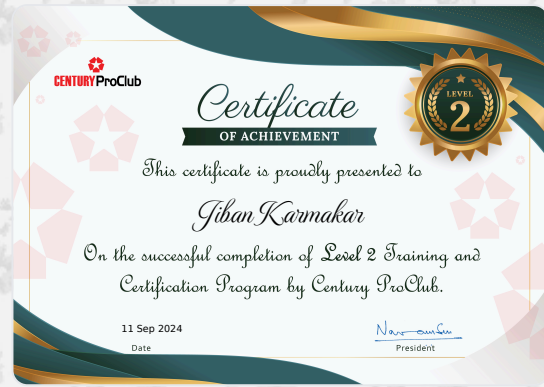 CENTURY ProClub
LEVEL
2
Certificate
OF ACHIEVEMENT
This certificate is proudly presented to
Jiban Karmakar
On the successful completion of Level 2 Training and
Certification Program by Century ProClub.
11 Sep 2024
Date
President